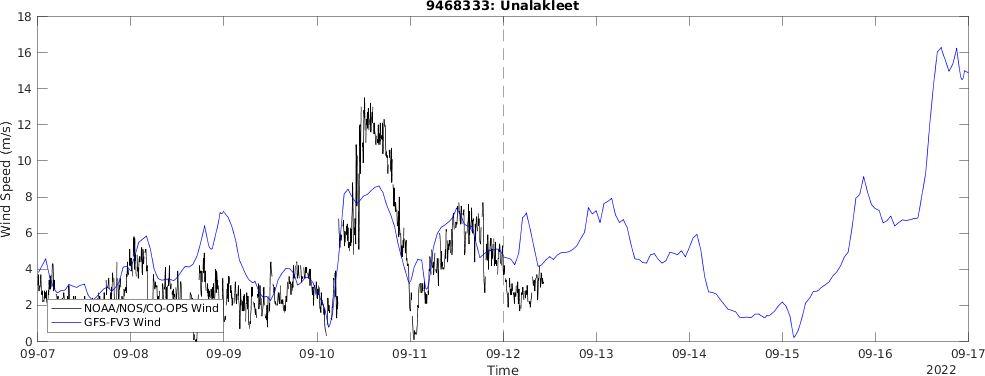 9468333: Unalakleet
18
16
14
12
10
8
6
4
2
0
Wind Speed (m/s)
NOAA/NOS/CO-OPS Wind
GFS-FV3 Wind
09-07 09-08 09-09 09-10 09-11 09-12 09-13 09-14 09-15 09-16 09-17
Time
2022